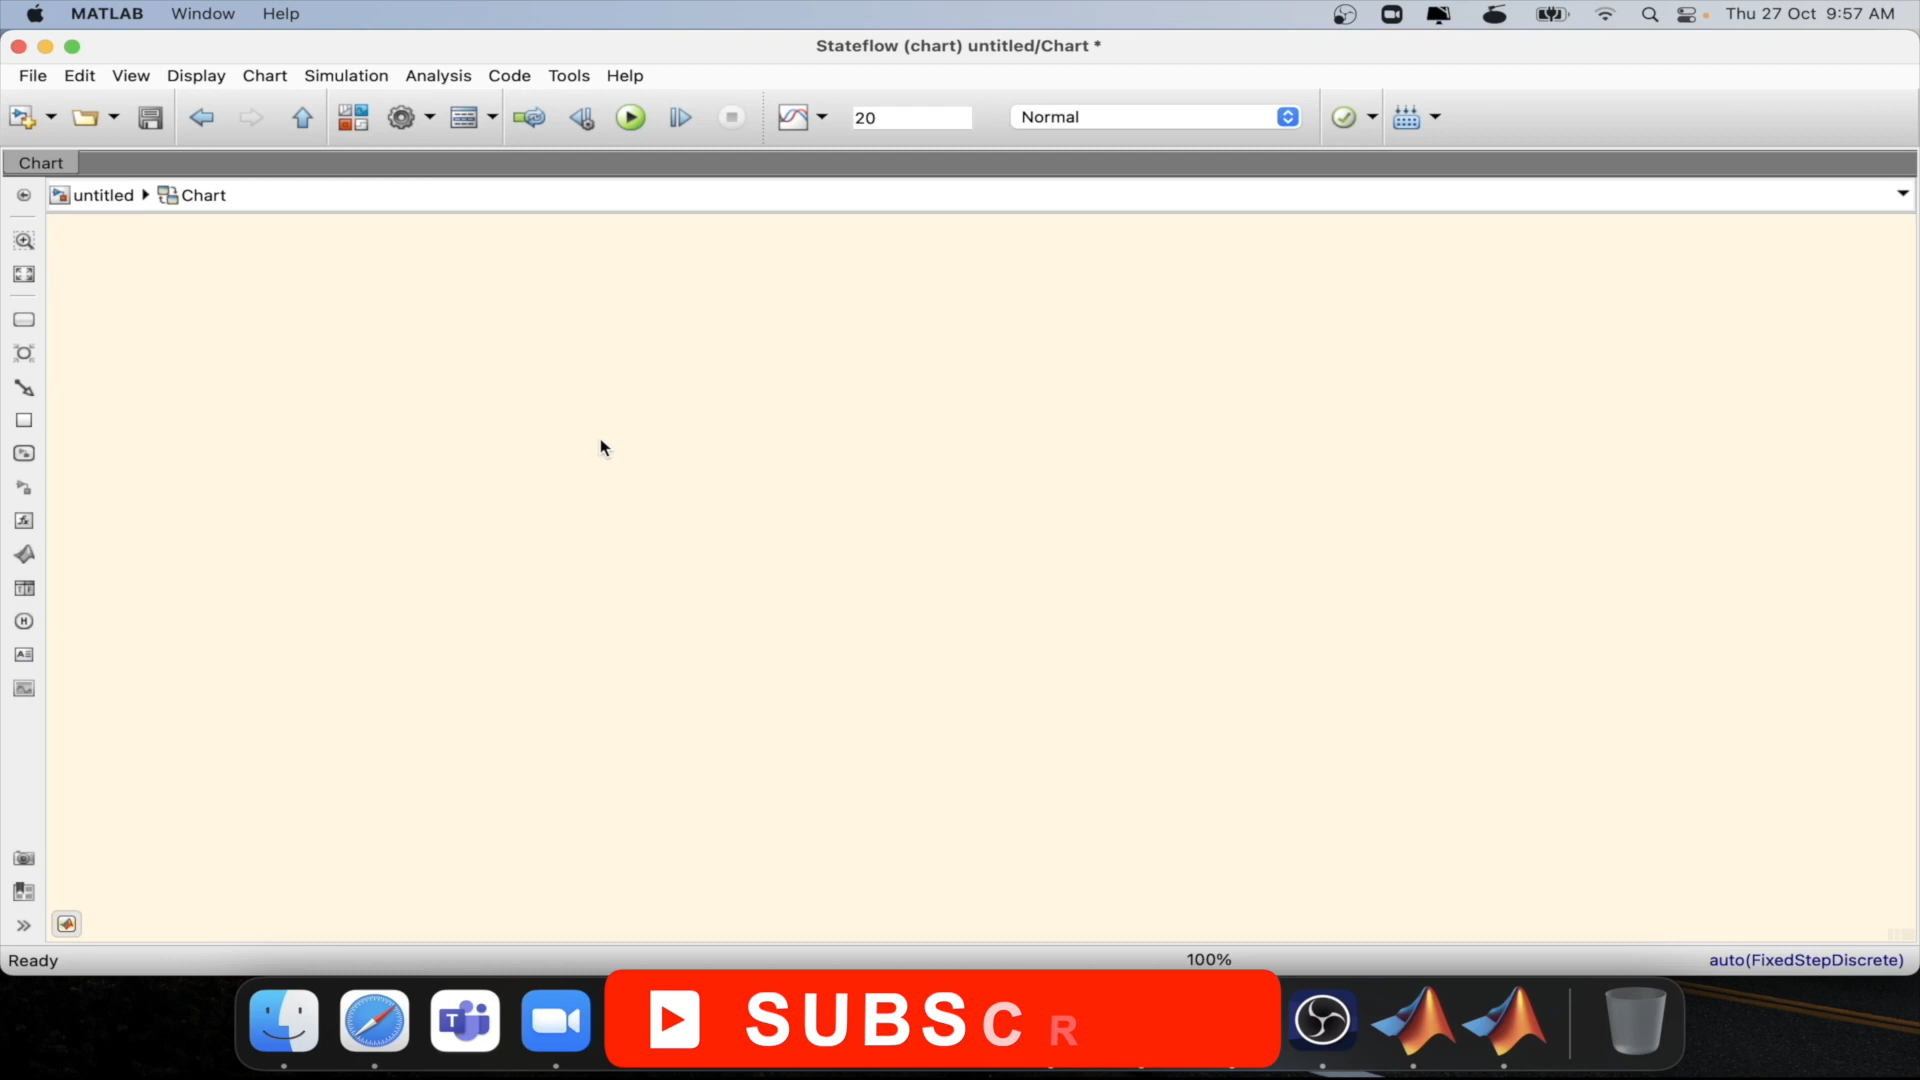 MATLAB Window Help Thu 27 Oct 9:57 AM
Stateflow (chart) untitled/Chart *
File Edit View Display Chart Simulation Analysis Code Tools Help
20 Normal
Chart
untitled Chart
Ready 100% auto(FixedStepDiscrete)
SUBSCR